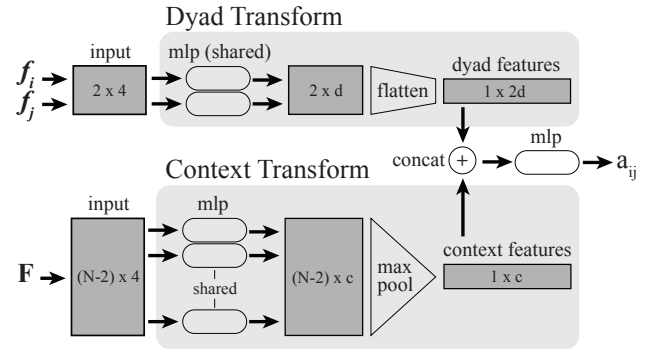 Dyad Transform
input
mlp (shared)
dyad features
f_i
f_j
2 x 4
2 x d
flatten
1 x 2d
mlp
concat
+
a_ij
Context Transform
input
mlp
context features
F
(N-2) x 4
shared
(N-2) x c
max
pool
1 x c